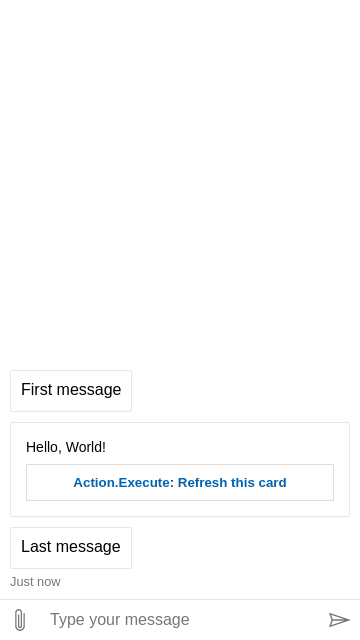 First message
Hello, World!
Action.Execute: Refresh this card
Last message
Just now
Type your message